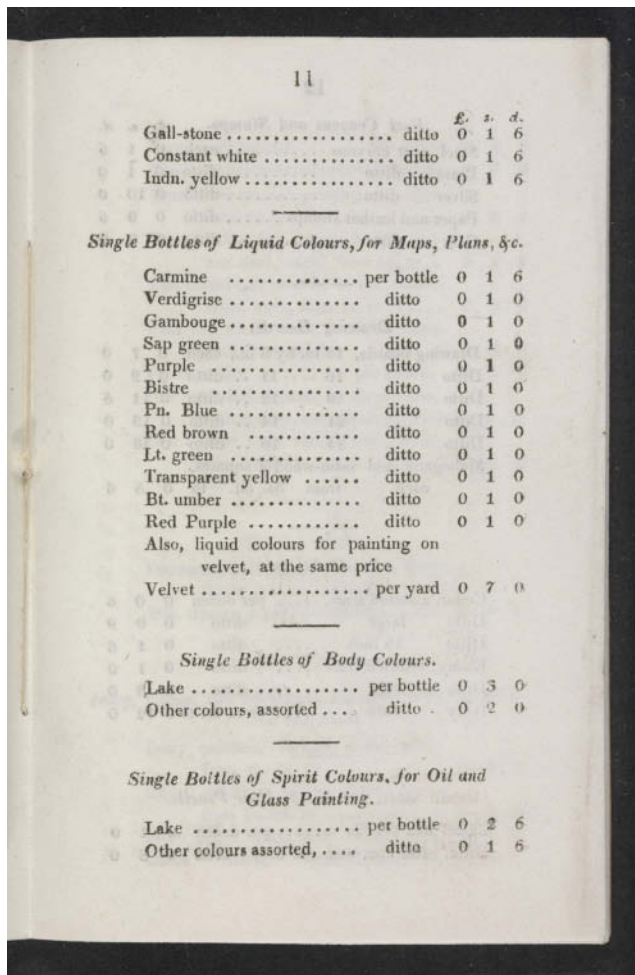 11
£. s. d.
Gall-stone .................. ditto 0 1 6
Constant white ............... ditto 0 1 6
Indn. yellow ................ ditto 0 1 6
Single Bottles of Liquid Colours, for Maps, Plans, &c.
Carmine .............. per bottle 0 1 6
Verdigrise .............. ditto 0 1 0
Gambouge .............. ditto 0 1 0
Sap green .............. ditto 0 1 0
Purple ................ ditto 0 1 0
Bistre ................ ditto 0 1 0
Pn. Blue .............. ditto 0 1 0
Red brown ............ ditto 0 1 0
Lt. green .............. ditto 0 1 0
Transparent yellow ...... ditto 0 1 0
Bt. umber .............. ditto 0 1 0
Red Purple ............ ditto 0 1 0
Also, liquid colours for painting on
velvet, at the same price
Velvet .................. per yard 0 7 0
Single Bottles of Body Colours.
Lake .................. per bottle 0 3 0
Other colours, assorted .... ditto . 0 2 0
Single Bottles of Spirit Colours, for Oil and
Glass Painting.
Lake .................. per bottle 0 2 6
Other colours assorted, .... ditto 0 1 6